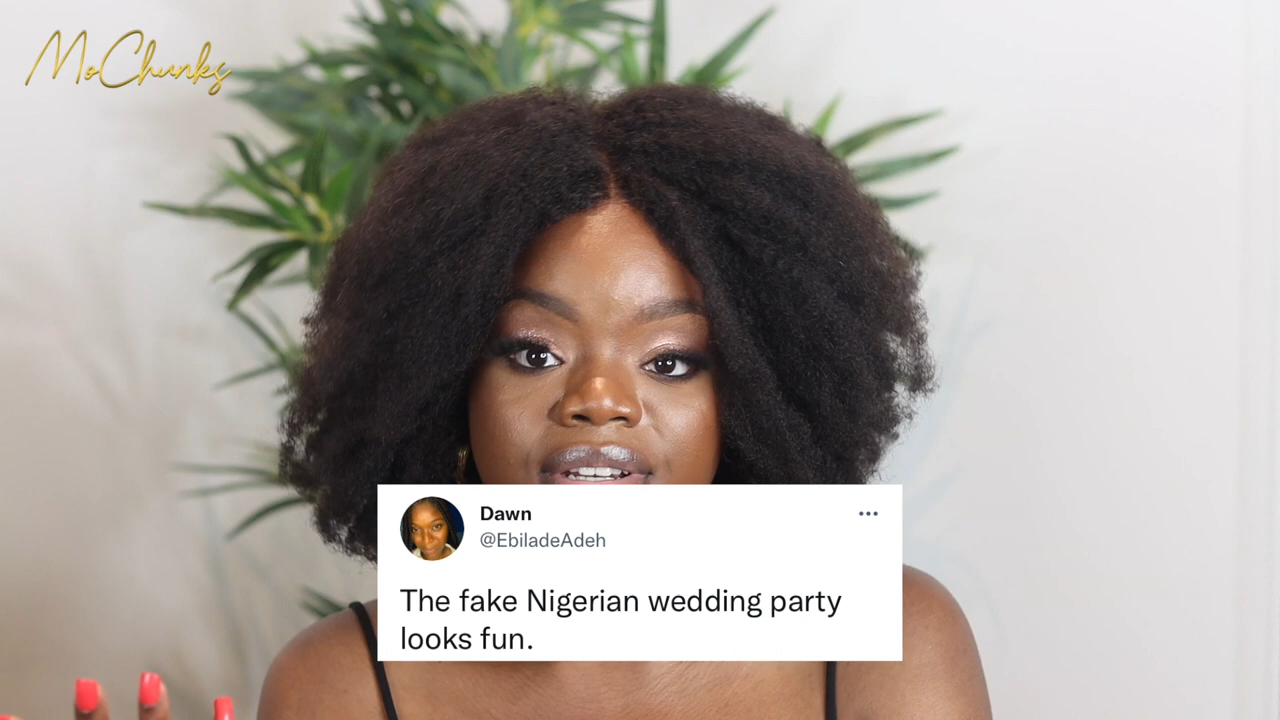 MoChunks
Dawn
@EbiladeAdeh
The fake Nigerian wedding party
looks fun.